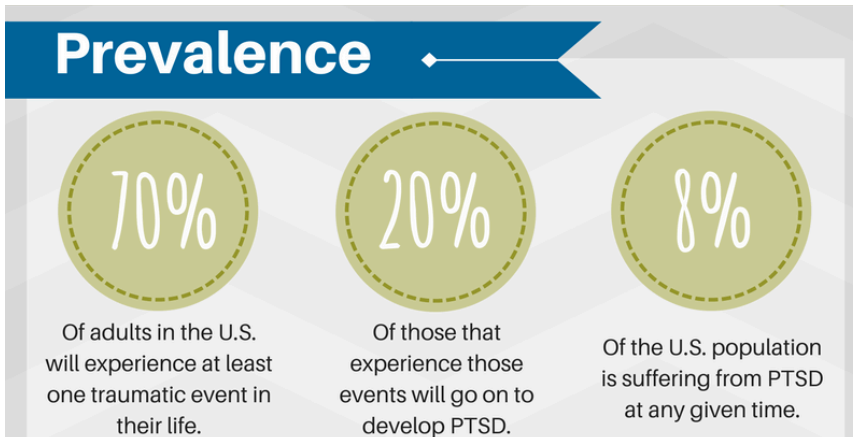 Prevalence
70%
Of adults in the U.S.
will experience at least
one traumatic event in
their life.
20%
Of those that
experience those
events will go on to
develop PTSD.
8%
Of the U.S. population
is suffering from PTSD
at any given time.